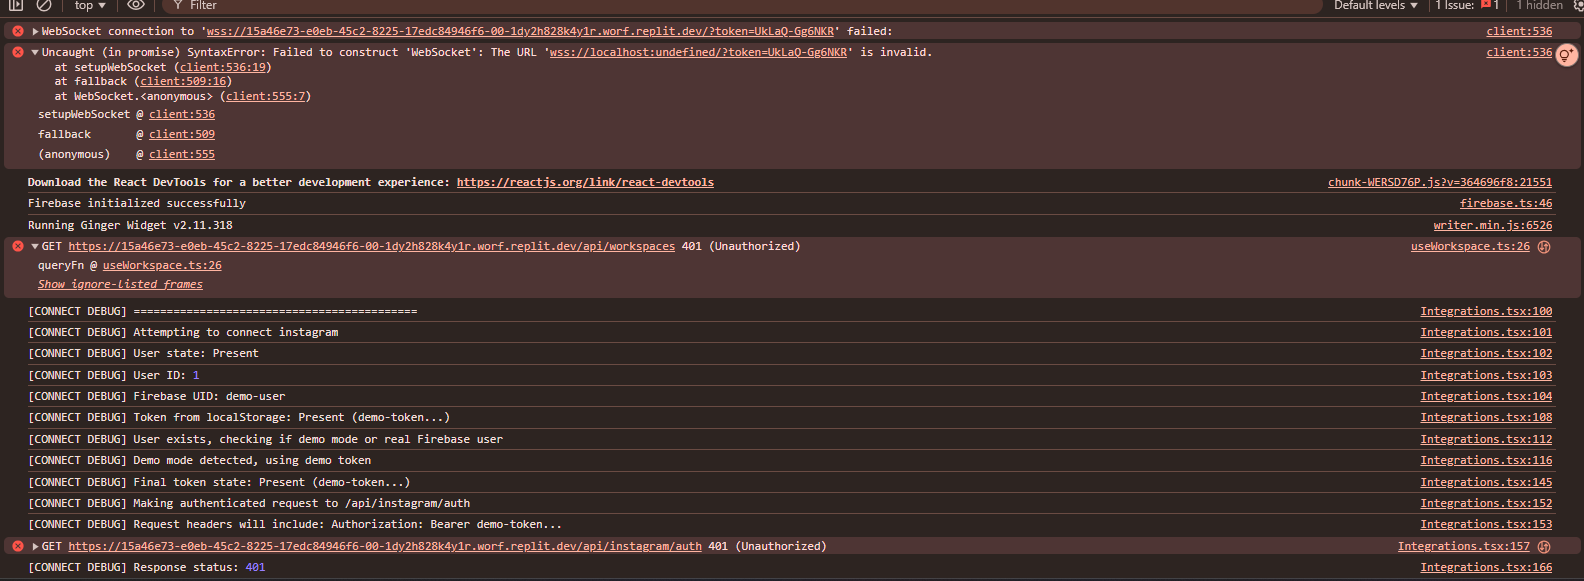 top ▼ Filter Default levels ▼ 1 Issue: 1 1 hidden
▶WebSocket connection to 'wss://15a46e73-e0eb-45c2-8225-17edc84946f6-00-1dy2h828k4y1r.worf.replit.dev/?token=UkLaQ-Gg6NKR' failed: client:536
▼Uncaught (in promise) SyntaxError: Failed to construct 'WebSocket': The URL 'wss://localhost:undefined/?token=UkLaQ-Gg6NKR' is invalid. client:536
at setupWebSocket (client:536:19)
at fallback (client:509:16)
at WebSocket.<anonymous> (client:555:7)
setupWebSocket @ client:536
fallback @ client:509
(anonymous) @ client:555
Download the React DevTools for a better development experience: https://reactjs.org/link/react-devtools chunk-WERSD76P.js?v=364696f8:21551
Firebase initialized successfully firebase.ts:46
Running Ginger Widget v2.11.318 writer.min.js:6526
▼GET https://15a46e73-e0eb-45c2-8225-17edc84946f6-00-1dy2h828k4y1r.worf.replit.dev/api/workspaces 401 (Unauthorized) useWorkspace.ts:26
queryFn @ useWorkspace.ts:26
Show ignore-listed frames
[CONNECT DEBUG] =========================================== Integrations.tsx:100
[CONNECT DEBUG] Attempting to connect instagram Integrations.tsx:101
[CONNECT DEBUG] User state: Present Integrations.tsx:102
[CONNECT DEBUG] User ID: 1 Integrations.tsx:103
[CONNECT DEBUG] Firebase UID: demo-user Integrations.tsx:104
[CONNECT DEBUG] Token from localStorage: Present (demo-token...) Integrations.tsx:108
[CONNECT DEBUG] User exists, checking if demo mode or real Firebase user Integrations.tsx:112
[CONNECT DEBUG] Demo mode detected, using demo token Integrations.tsx:116
[CONNECT DEBUG] Final token state: Present (demo-token...) Integrations.tsx:145
[CONNECT DEBUG] Making authenticated request to /api/instagram/auth Integrations.tsx:152
[CONNECT DEBUG] Request headers will include: Authorization: Bearer demo-token... Integrations.tsx:153
▶GET https://15a46e73-e0eb-45c2-8225-17edc84946f6-00-1dy2h828k4y1r.worf.replit.dev/api/instagram/auth 401 (Unauthorized) Integrations.tsx:157
[CONNECT DEBUG] Response status: 401 Integrations.tsx:166